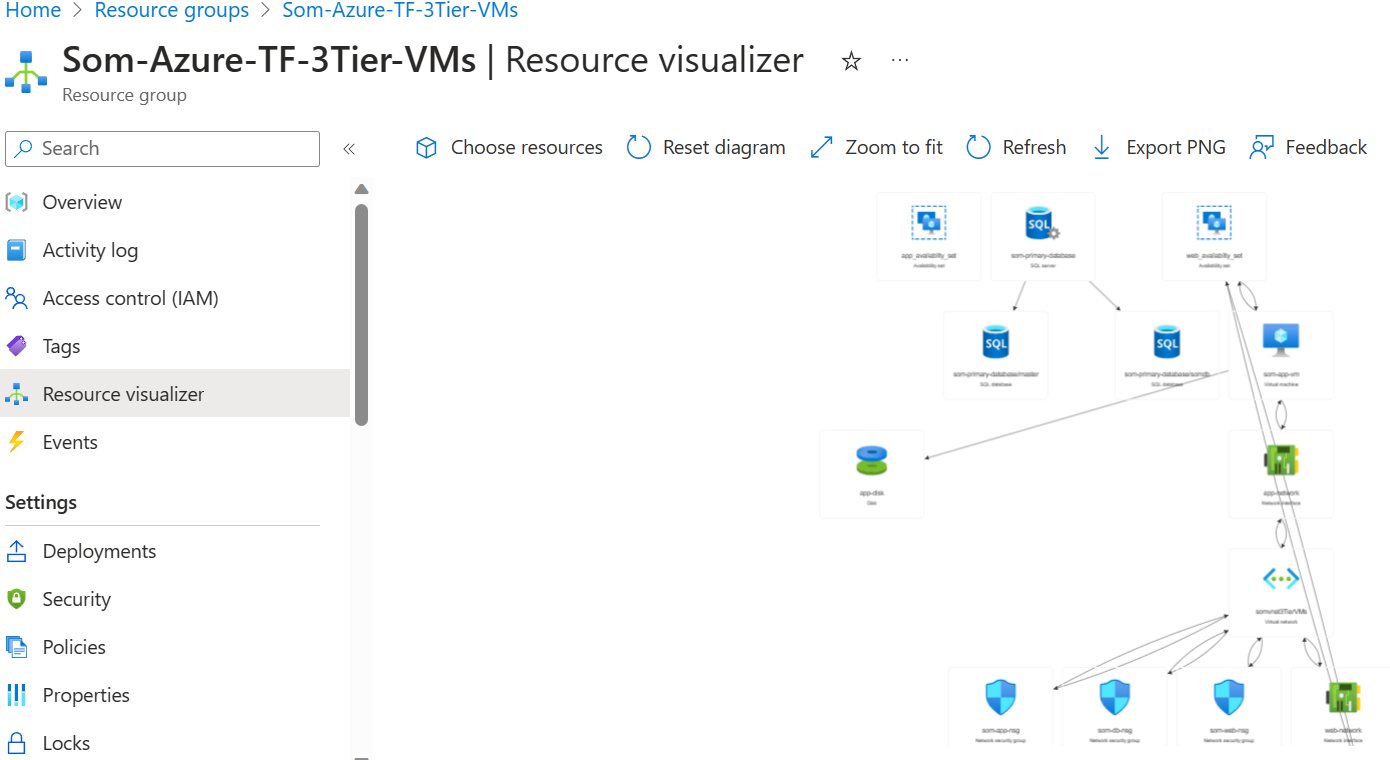 Home > Resource groups > Som-Azure-TF-3Tier-VMs
Som-Azure-TF-3Tier-VMs | Resource visualizer
Resource group
Search
Choose resources
Reset diagram
Zoom to fit
Refresh
Export PNG
Feedback
Overview
Activity log
Access control (IAM)
Tags
Resource visualizer
Events
Settings
Deployments
Security
Policies
Properties
Locks
app_availabilty_set
Availability set
SQL
som-primary-database
SQL server
web_availabilty_set
Availability set
SQL
som-primary-database/master
SQL database
SQL
som-primary-database/somdb
SQL database
som-app-vm
Virtual machine
app-disk
Disk
app-network
Network interface
somvnet3TierVMs
Virtual network
som-app-nsg
Network security group
som-db-nsg
Network security group
som-web-nsg
Network security group
web-network
Network interface